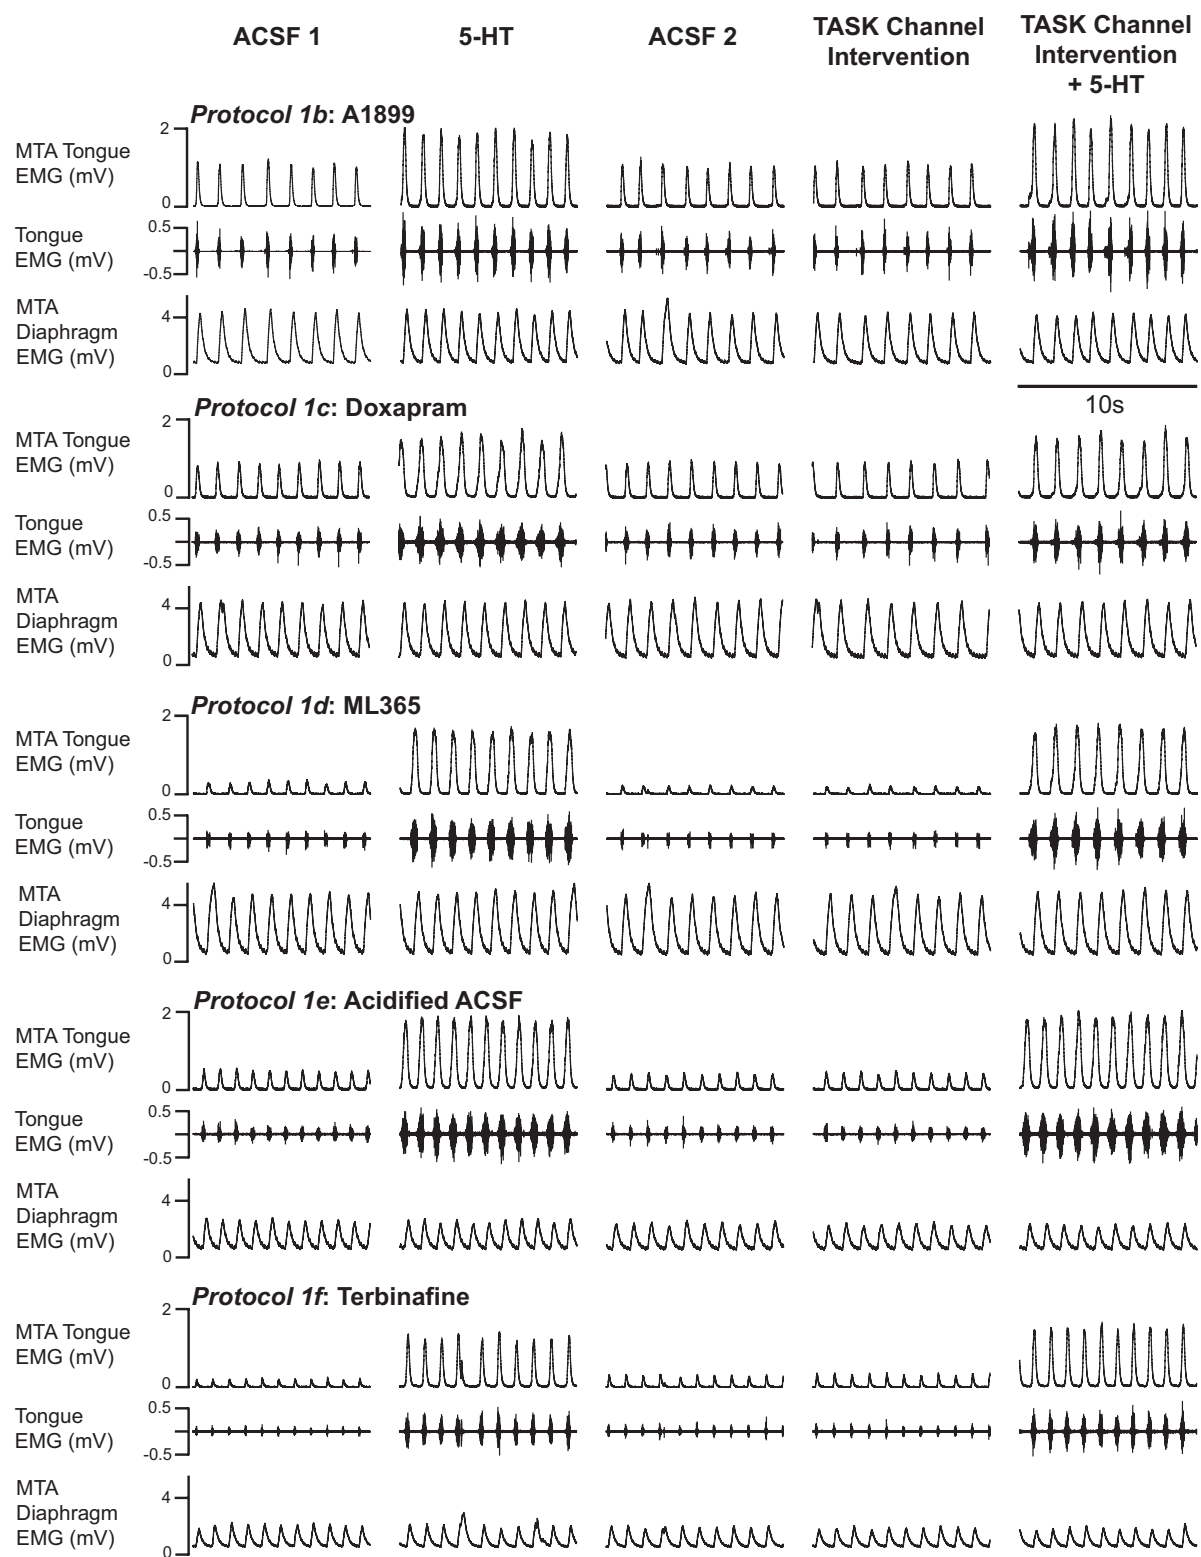 ACSF 1
5-HT
ACSF 2
TASK Channel
Intervention
TASK Channel
Intervention
+ 5-HT
Protocol 1b: A1899
MTA Tongue
EMG (mV)
2
0
Tongue
EMG (mV)
0.5
-0.5
MTA
Diaphragm
EMG (mV)
4
0
10s
Protocol 1c: Doxapram
MTA Tongue
EMG (mV)
2
0
Tongue
EMG (mV)
0.5
-0.5
MTA
Diaphragm
EMG (mV)
4
0
Protocol 1d: ML365
MTA Tongue
EMG (mV)
2
0
Tongue
EMG (mV)
0.5
-0.5
MTA
Diaphragm
EMG (mV)
4
0
Protocol 1e: Acidified ACSF
MTA Tongue
EMG (mV)
2
0
Tongue
EMG (mV)
0.5
-0.5
MTA
Diaphragm
EMG (mV)
4
0
Protocol 1f: Terbinafine
MTA Tongue
EMG (mV)
2
0
Tongue
EMG (mV)
0.5
-0.5
MTA
Diaphragm
EMG (mV)
4
0